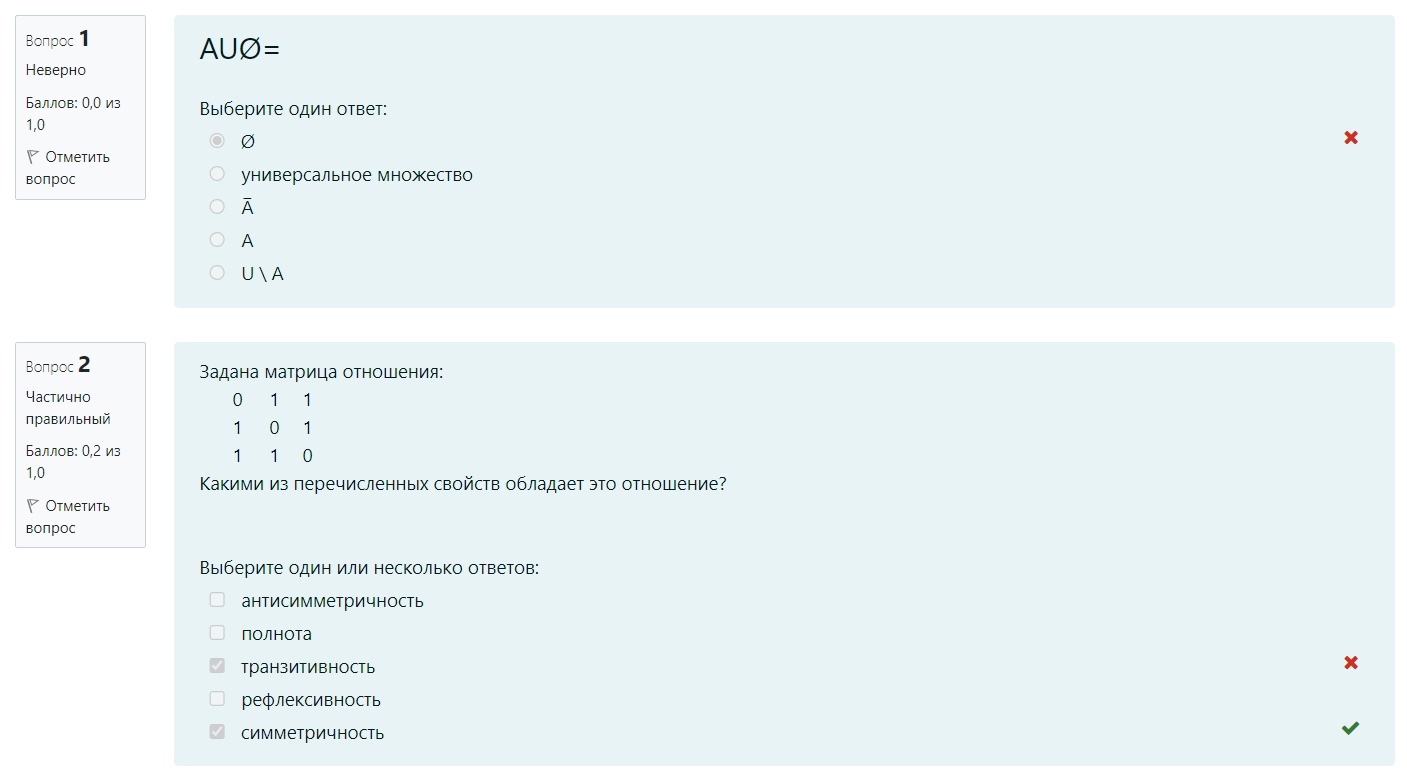 Вопрос 1
Неверно
Баллов: 0,0 из
1,0
Отметить
вопрос
AUØ=
Выберите один ответ:
Ø
универсальное множество
Ā
A
U \ A
Вопрос 2
Частично
правильный
Баллов: 0,2 из
1,0
Отметить
вопрос
Задана матрица отношения:
0 1 1
1 0 1
1 1 0
Какими из перечисленных свойств обладает это отношение?
Выберите один или несколько ответов:
антисимметричность
полнота
транзитивность
рефлексивность
симметричность